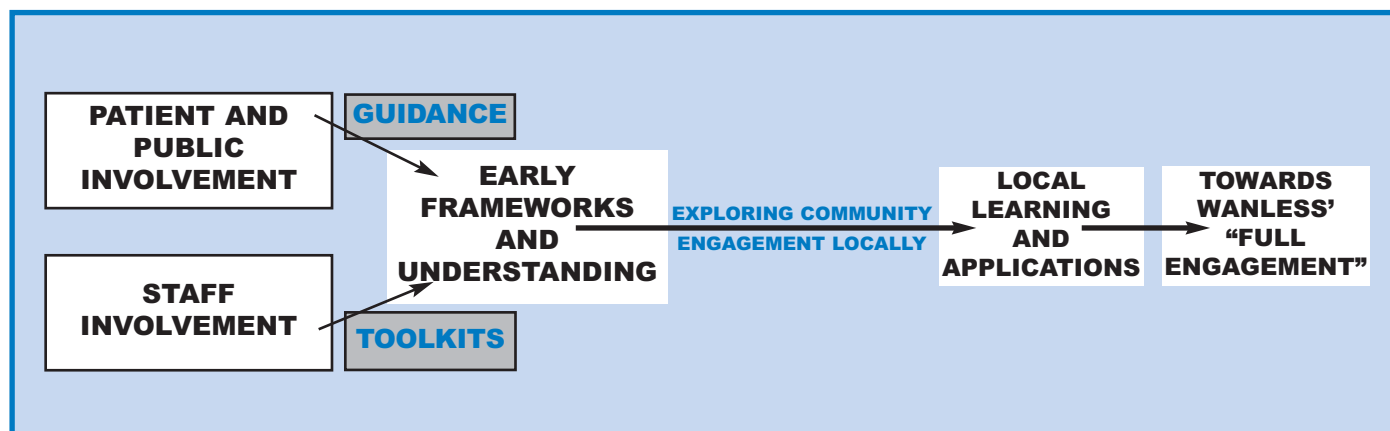 PATIENT AND
PUBLIC
INVOLVEMENT
GUIDANCE
STAFF
INVOLVEMENT
TOOLKITS
EARLY
FRAMEWORKS
AND
UNDERSTANDING
EXPLORING COMMUNITY
ENGAGEMENT LOCALLY
LOCAL
LEARNING
AND
APPLICATIONS
TOWARDS
WANLESS’
“FULL
ENGAGEMENT”